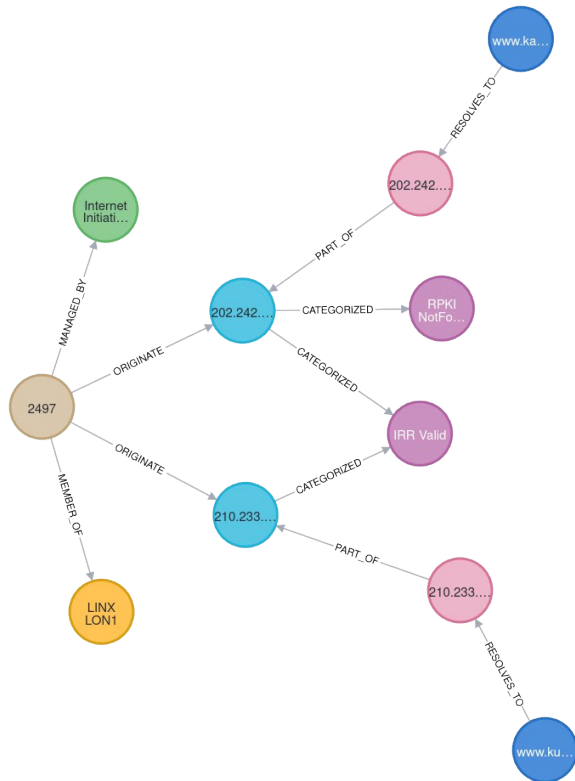 www.ka…
RESOLVES_TO
202.242.…
Internet
Initiati…
PART_OF
MANAGED_BY
202.242.…
CATEGORIZED
RPKI
NotFo…
ORIGINATE
CATEGORIZED
2497
IRR Valid
ORIGINATE
CATEGORIZED
MEMBER_OF
210.233.…
PART_OF
210.233.…
LINX
LON1
RESOLVES_TO
www.ku…